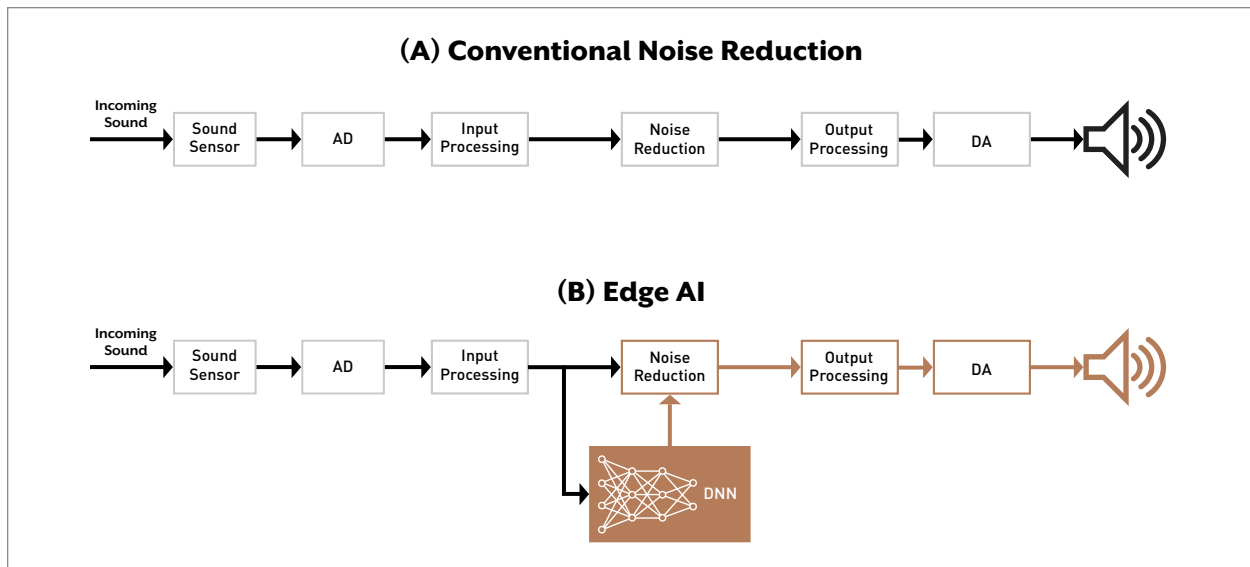 (A) Conventional Noise Reduction
Incoming
Sound
Sound
Sensor
AD
Input
Processing
Noise
Reduction
Output
Processing
DA
(B) Edge AI
Incoming
Sound
Sound
Sensor
AD
Input
Processing
Noise
Reduction
Output
Processing
DA
DNN